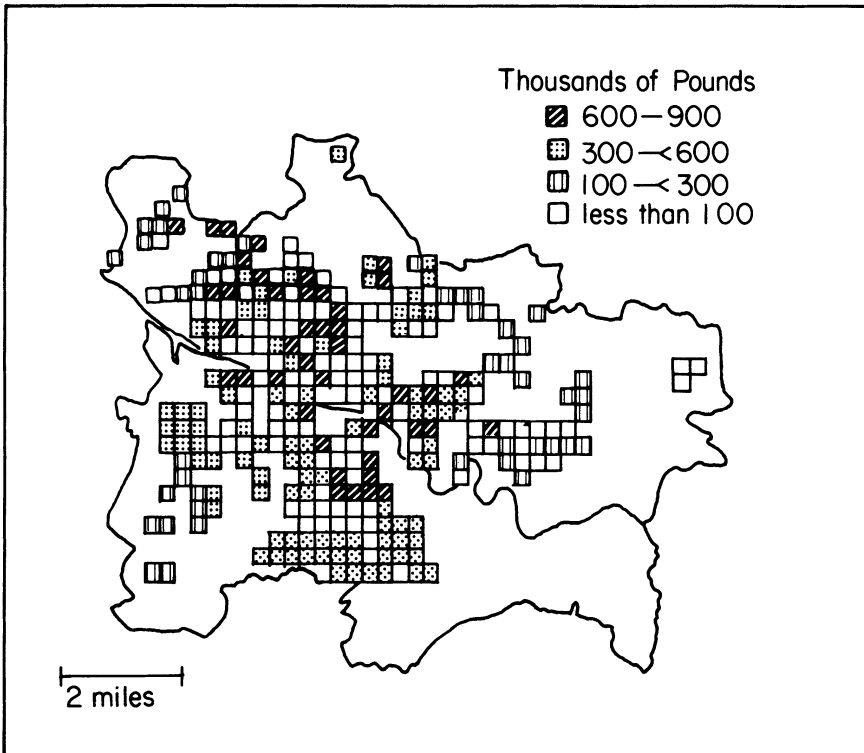 Thousands of Pounds
600–900
300–<600
100–<300
less than 100
2 miles